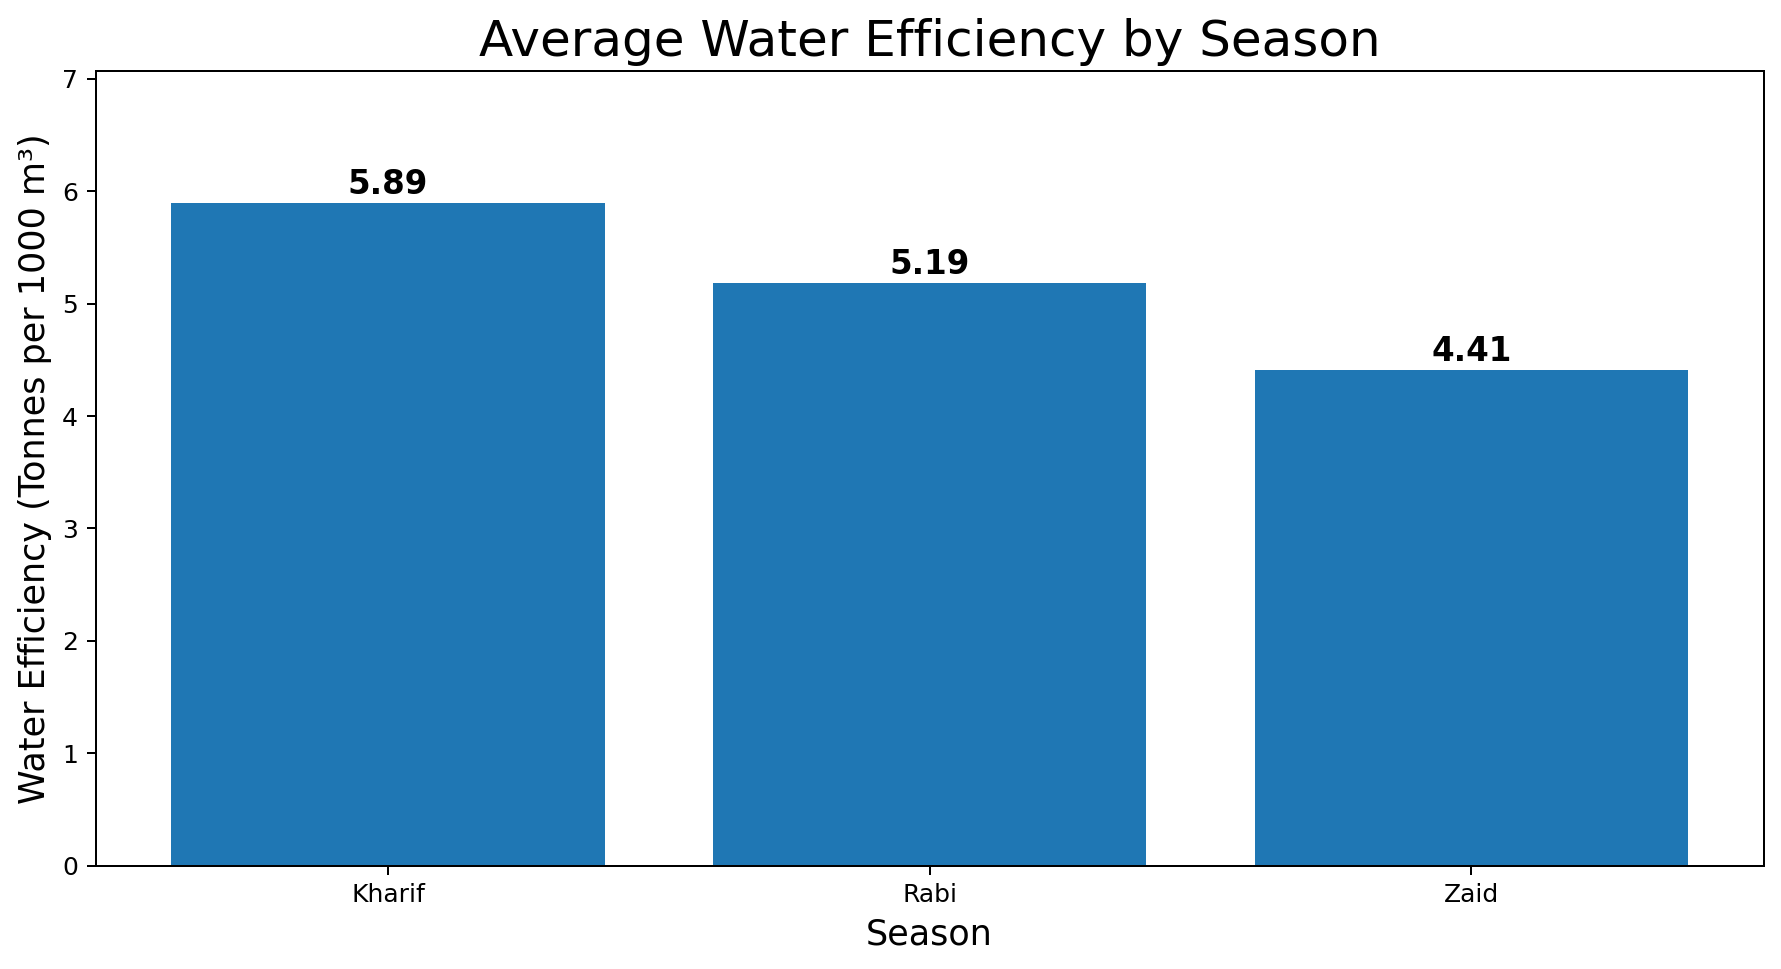 Average Water Efficiency by Season
Water Efficiency (Tonnes per 1000 m³)
7
6
5
4
3
2
1
0
5.89
5.19
4.41
Kharif
Rabi
Zaid
Season